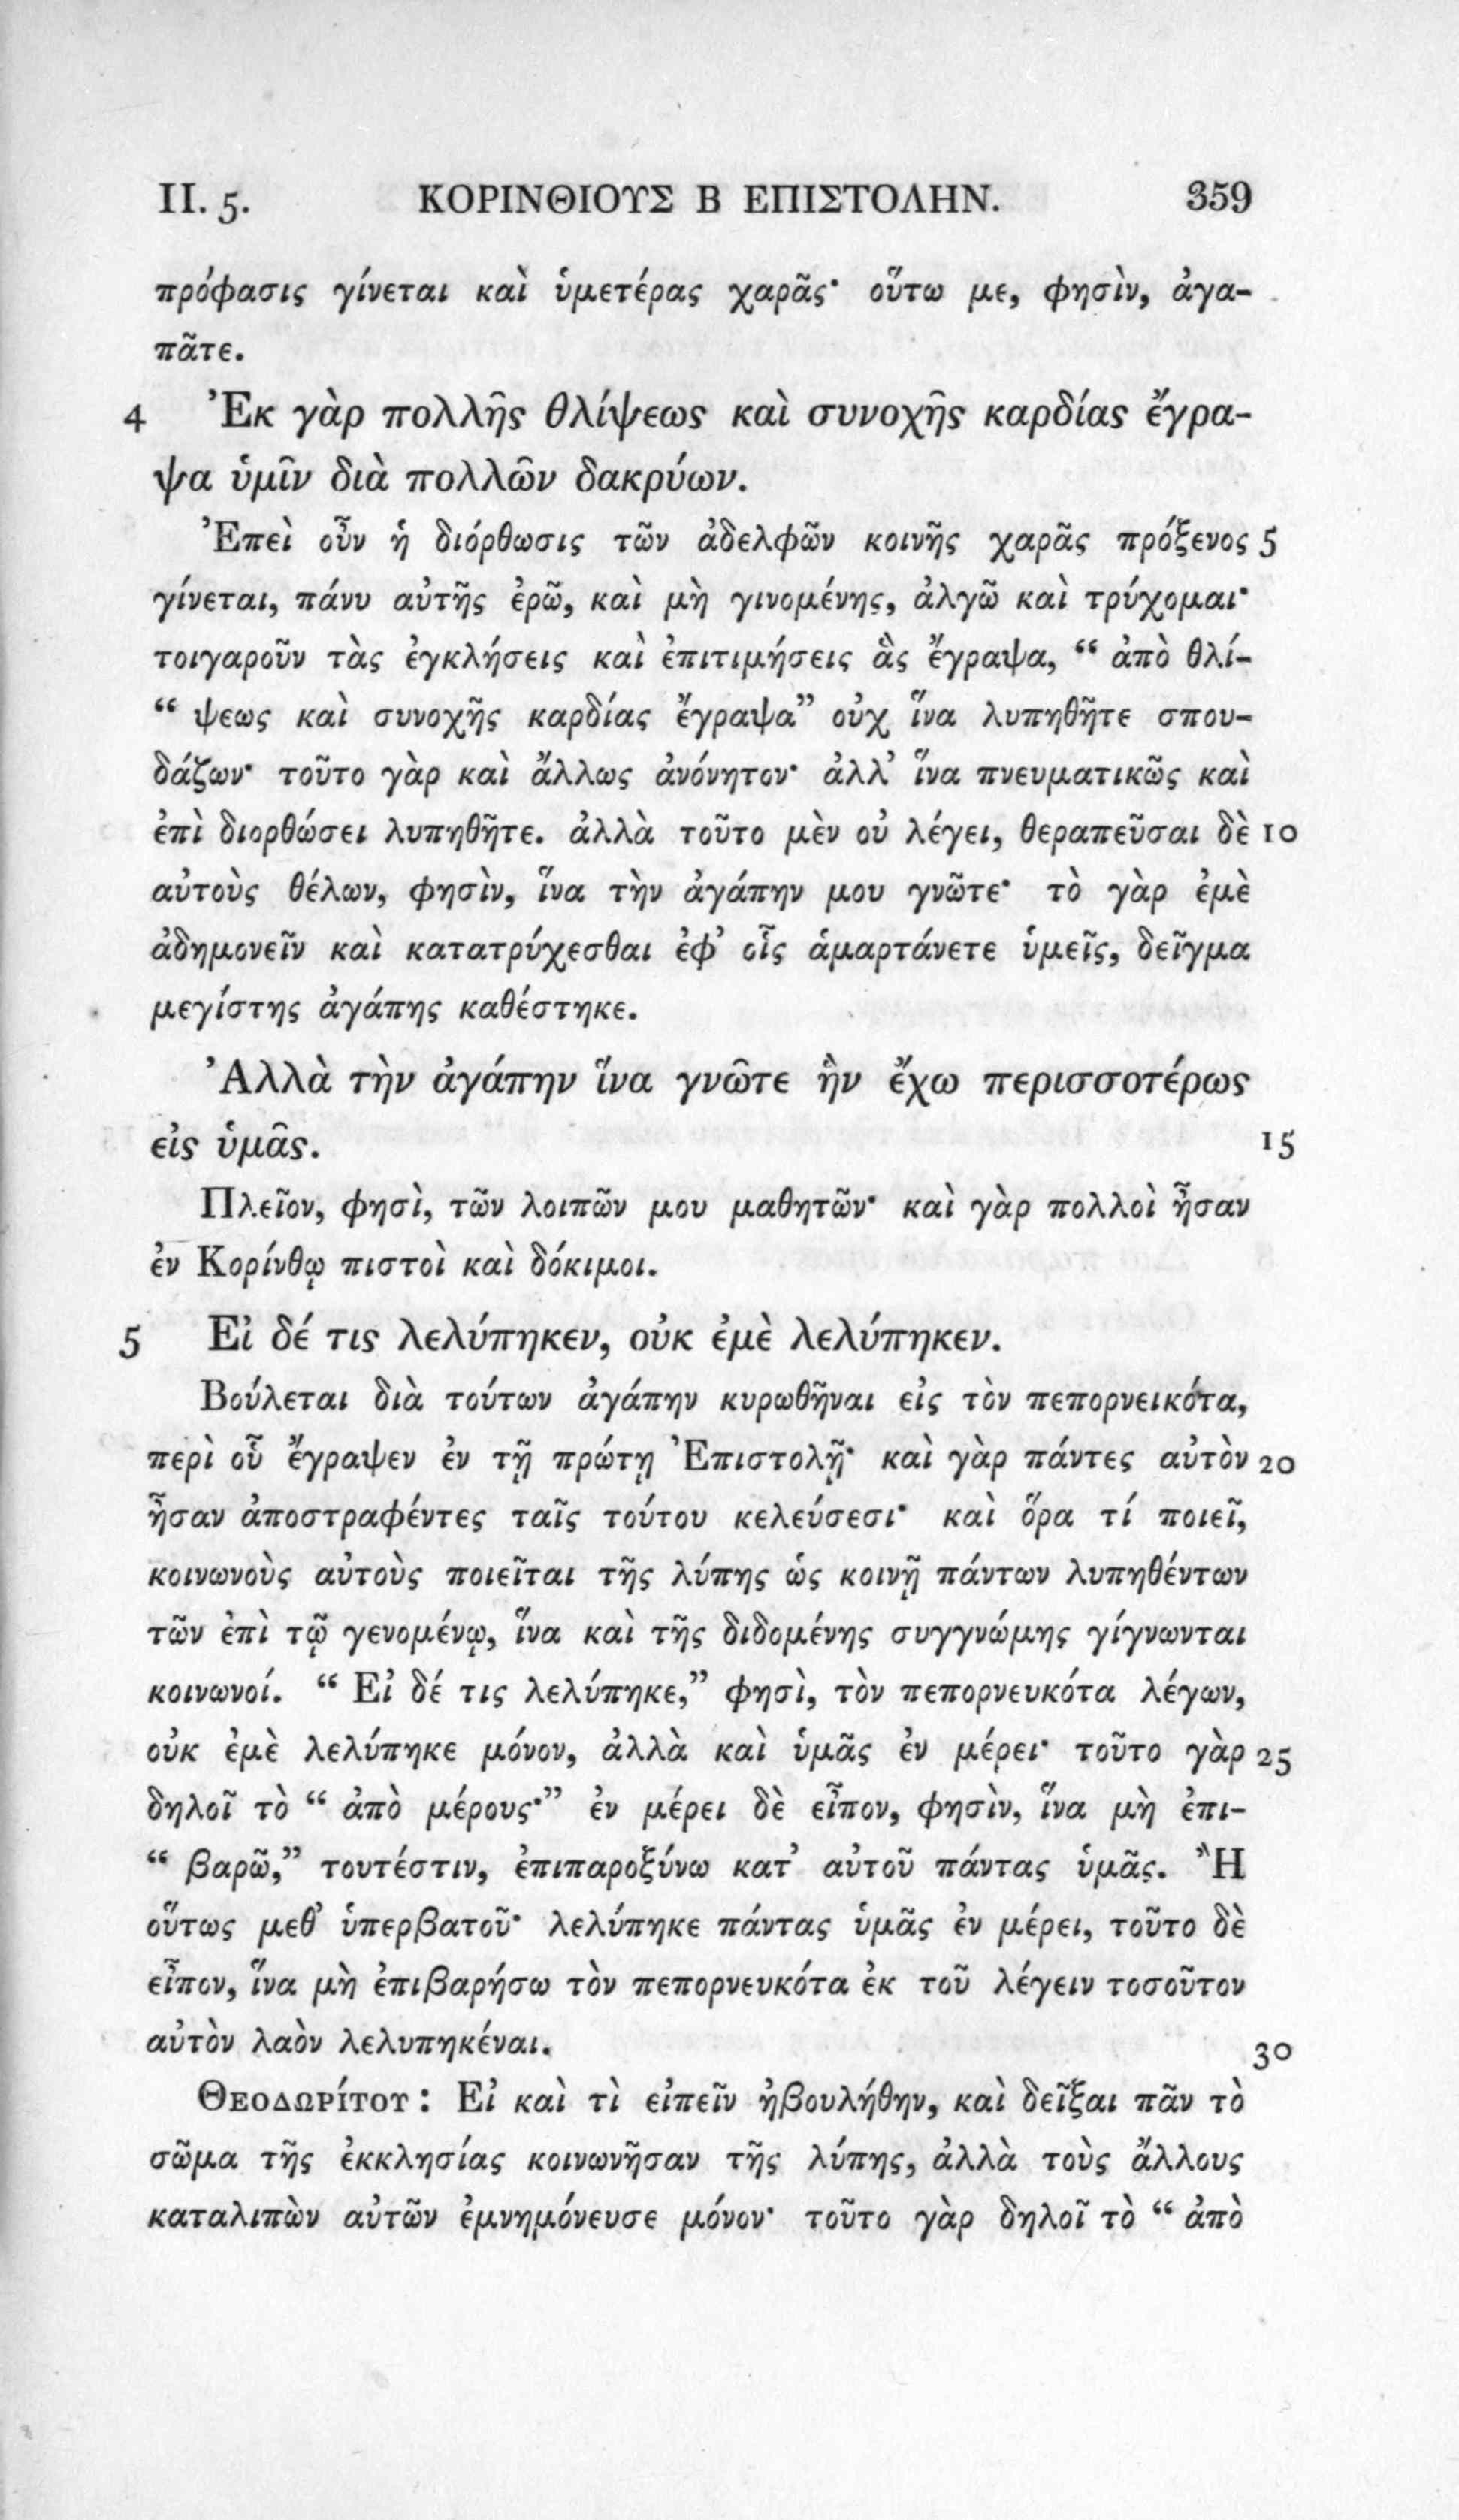 II. 5. ΚΟΡΙΝΘΙΟΥΣ Β ΕΠΙΣΤΟΛΗΝ. 359
πρόφασις γίνεται καὶ ὑμετέρας χαρᾶς· οὕτω με, φησὶν, ἀγα-
πᾶτε.
4 Ἐκ γὰρ πολλῆς θλίψεως καὶ συνοχῆς καρδίας ἔγρα-
ψα ὑμῖν διὰ πολλῶν δακρύων.
Ἐπεὶ οὖν ἡ διόρθωσις τῶν ἀδελφῶν κοινῆς χαρᾶς πρόξενος 5
γίνεται, πάνυ αὐτῆς ἐρῶ, καὶ μὴ γινομένης, ἀλγῶ καὶ τρύχομαι·
τοιγαροῦν τὰς ἐγκλήσεις καὶ ἐπιτιμήσεις ἃς ἔγραψα, “ ἀπὸ θλί-
“ ψεως καὶ συνοχῆς καρδίας ἔγραψα” οὐχ ἵνα λυπηθῆτε σπου-
δάζων· τοῦτο γὰρ καὶ ἄλλως ἀνόνητον· ἀλλ’ ἵνα πνευματικῶς καὶ
ἐπὶ διορθώσει λυπηθῆτε. ἀλλὰ τοῦτο μὲν οὐ λέγει, θεραπεῦσαι δὲ 10
αὐτοὺς θέλων, φησὶν, ἵνα τὴν ἀγάπην μου γνῶτε· τὸ γὰρ ἐμὲ
ἀδημονεῖν καὶ κατατρύχεσθαι ἐφ’ οἷς ἁμαρτάνετε ὑμεῖς, δεῖγμα
μεγίστης ἀγάπης καθέστηκε.
Ἀλλὰ τὴν ἀγάπην ἵνα γνῶτε ἣν ἔχω περισσοτέρως
εἰς ὑμᾶς. 15
Πλεῖον, φησὶ, τῶν λοιπῶν μου μαθητῶν· καὶ γὰρ πολλοὶ ἦσαν
ἐν Κορίνθῳ πιστοὶ καὶ δόκιμοι.
5 Εἰ δέ τις λελύπηκεν, οὐκ ἐμὲ λελύπηκεν.
Βούλεται διὰ τούτων ἀγάπην κυρωθῆναι εἰς τὸν πεπορνεικότα,
περὶ οὗ ἔγραψεν ἐν τῇ πρώτῃ Ἐπιστολῇ· καὶ γὰρ πάντες αὐτὸν 20
ἦσαν ἀποστραφέντες ταῖς τούτου κελεύσεσι· καὶ ὅρα τί ποιεῖ,
κοινωνοὺς αὐτοὺς ποιεῖται τῆς λύπης ὡς κοινῇ πάντων λυπηθέντων
τῶν ἐπὶ τῷ γενομένῳ, ἵνα καὶ τῆς διδομένης συγγνώμης γίγνωνται
κοινωνοί. “ Εἰ δέ τις λελύπηκε,” φησὶ, τὸν πεπορνευκότα λέγων,
οὐκ ἐμὲ λελύπηκε μόνον, ἀλλὰ καὶ ὑμᾶς ἐν μέρει· τοῦτο γὰρ 25
δηλοῖ τὸ “ ἀπὸ μέρους·” ἐν μέρει δὲ εἶπον, φησὶν, ἵνα μὴ ἐπι-
“ βαρῶ,” τουτέστιν, ἐπιπαροξύνω κατ’ αὐτοῦ πάντας ὑμᾶς. Ἢ
οὕτως μεθ’ ὑπερβατοῦ· λελύπηκε πάντας ὑμᾶς ἐν μέρει, τοῦτο δὲ
εἶπον, ἵνα μὴ ἐπιβαρήσω τὸν πεπορνευκότα ἐκ τοῦ λέγειν τοσοῦτον
αὐτὸν λαὸν λελυπηκέναι. 30
Θεοδωρίτου : Εἰ καὶ τὶ εἰπεῖν ἠβουλήθην, καὶ δεῖξαι πᾶν τὸ
σῶμα τῆς ἐκκλησίας κοινωνῆσαν τῆς λύπης, ἀλλὰ τοὺς ἄλλους
καταλιπὼν αὐτῶν ἐμνημόνευσε μόνον· τοῦτο γὰρ δηλοῖ τὸ “ ἀπὸ